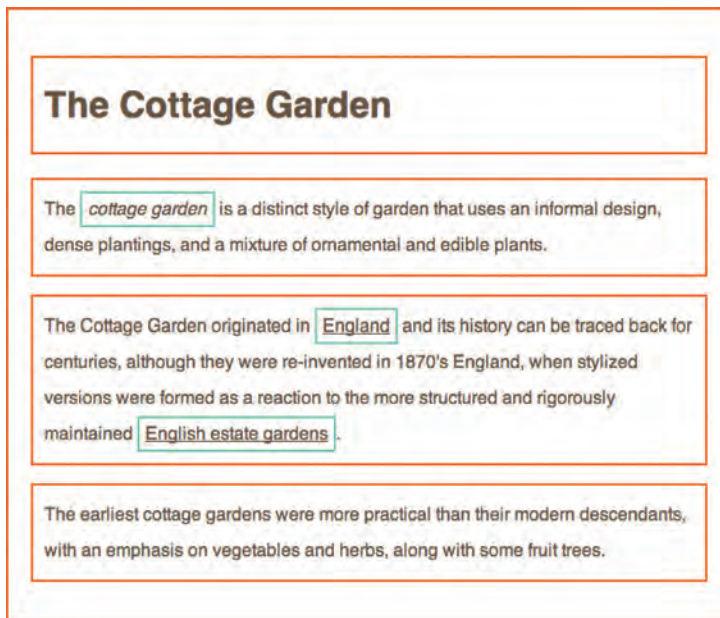 The Cottage Garden
The cottage garden is a distinct style of garden that uses an informal design,
dense plantings, and a mixture of ornamental and edible plants.
The Cottage Garden originated in England and its history can be traced back for
centuries, although they were re-invented in 1870's England, when stylized
versions were formed as a reaction to the more structured and rigorously
maintained English estate gardens.
The earliest cottage gardens were more practical than their modern descendants,
with an emphasis on vegetables and herbs, along with some fruit trees.